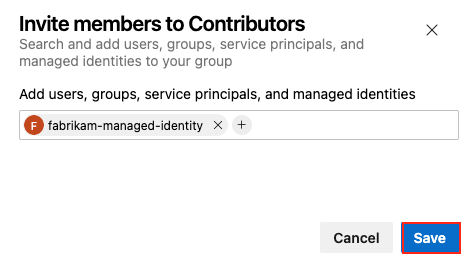 Invite members to Contributors
Search and add users, groups, service principals, and
managed identities to your group
Add users, groups, service principals, and managed identities
F fabrikam-managed-identity
Cancel
Save